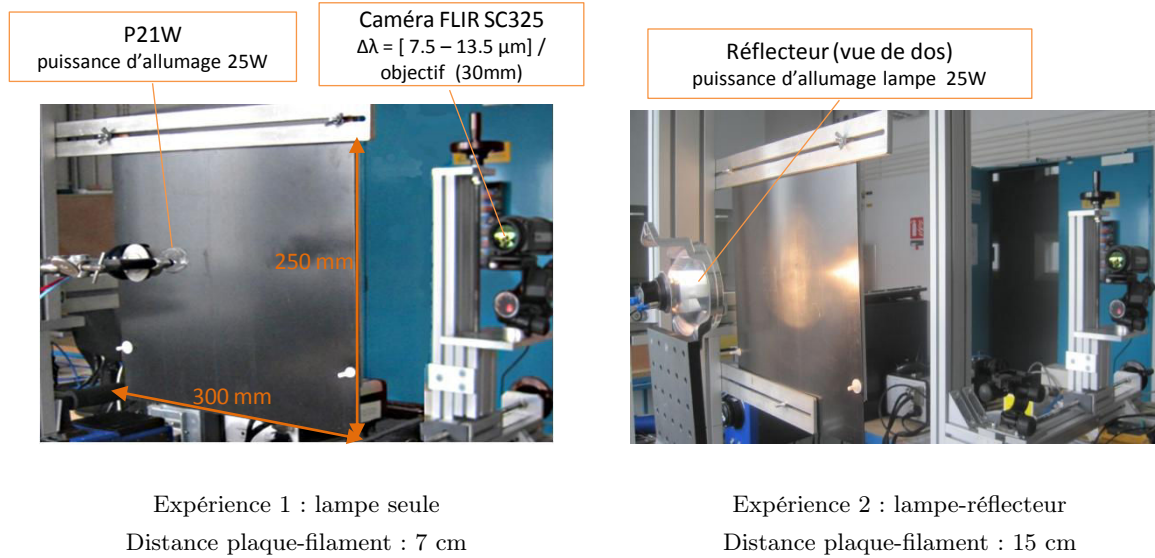 P21W
puissance d'allumage 25W
Caméra FLIR SC325
Δλ = [ 7.5 – 13.5 µm] /
objectif (30mm)
250 mm
300 mm
Réflecteur (vue de dos)
puissance d'allumage lampe 25W
Expérience 1 : lampe seule
Distance plaque-filament : 7 cm
Expérience 2 : lampe-réflecteur
Distance plaque-filament : 15 cm